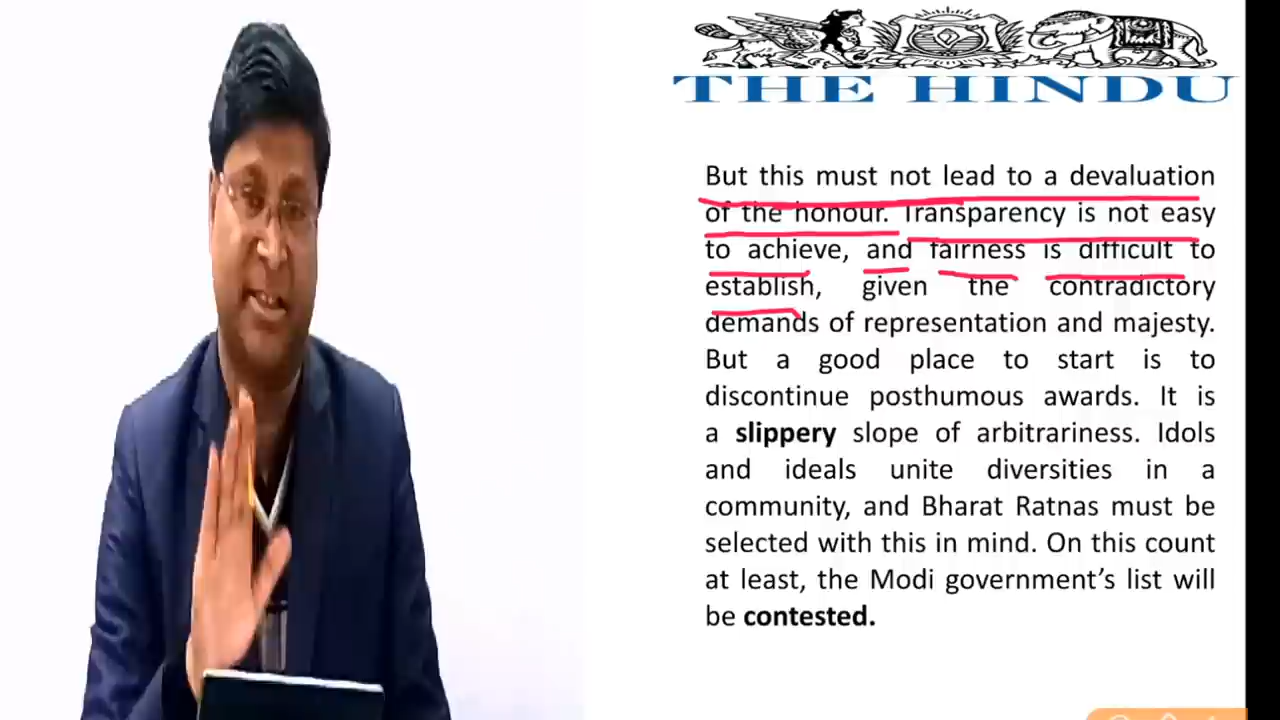 THE HINDU
But this must not lead to a devaluation
of the honour. Transparency is not easy
to achieve, and fairness is difficult to
establish, given the contradictory
demands of representation and majesty.
But a good place to start is to
discontinue posthumous awards. It is
a slippery slope of arbitrariness. Idols
and ideals unite diversities in a
community, and Bharat Ratnas must be
selected with this in mind. On this count
at least, the Modi government’s list will
be contested.